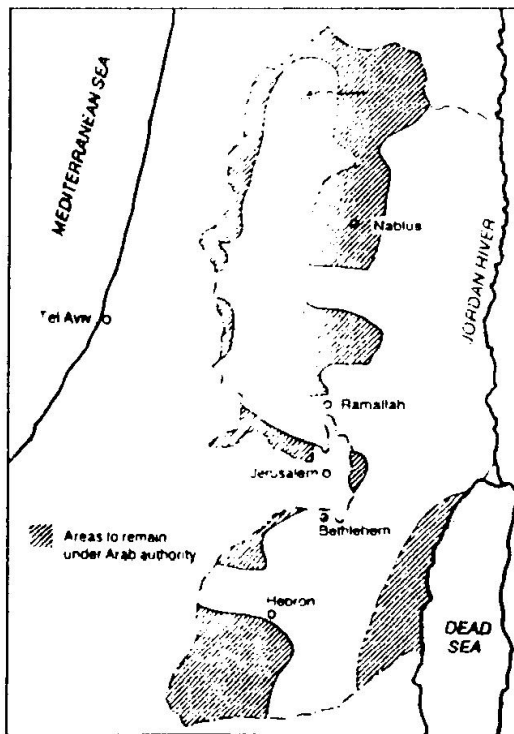 MEDITERRANEAN SEA
Nablus
JORDAN RIVER
Tel Aviv
Ramallah
Jerusalem
Bethlehem
Areas to remain
under Arab authority
Hebron
DEAD
SEA